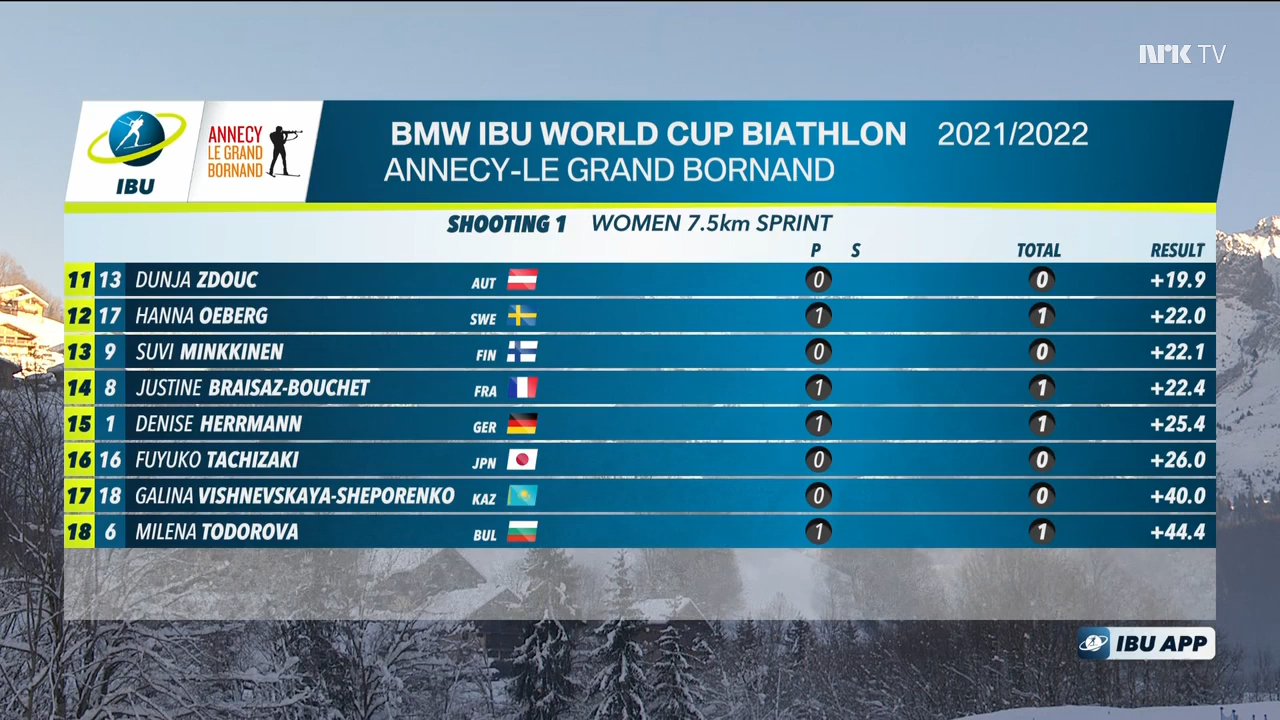 NRK TV
IBU
ANNECY
LE GRAND
BORNAND
BMW IBU WORLD CUP BIATHLON 2021/2022
ANNECY-LE GRAND BORNAND
SHOOTING 1 WOMEN 7.5km SPRINT
P S TOTAL RESULT
11 13 DUNJA ZDOUC AUT 0 0 +19.9
12 17 HANNA OEBERG SWE 1 1 +22.0
13 9 SUVI MINKKINEN FIN 0 0 +22.1
14 8 JUSTINE BRAISAZ-BOUCHET FRA 1 1 +22.4
15 1 DENISE HERRMANN GER 1 1 +25.4
16 16 FUYUKO TACHIZAKI JPN 0 0 +26.0
17 18 GALINA VISHNEVSKAYA-SHEPORENKO KAZ 0 0 +40.0
18 6 MILENA TODOROVA BUL 1 1 +44.4
IBU APP